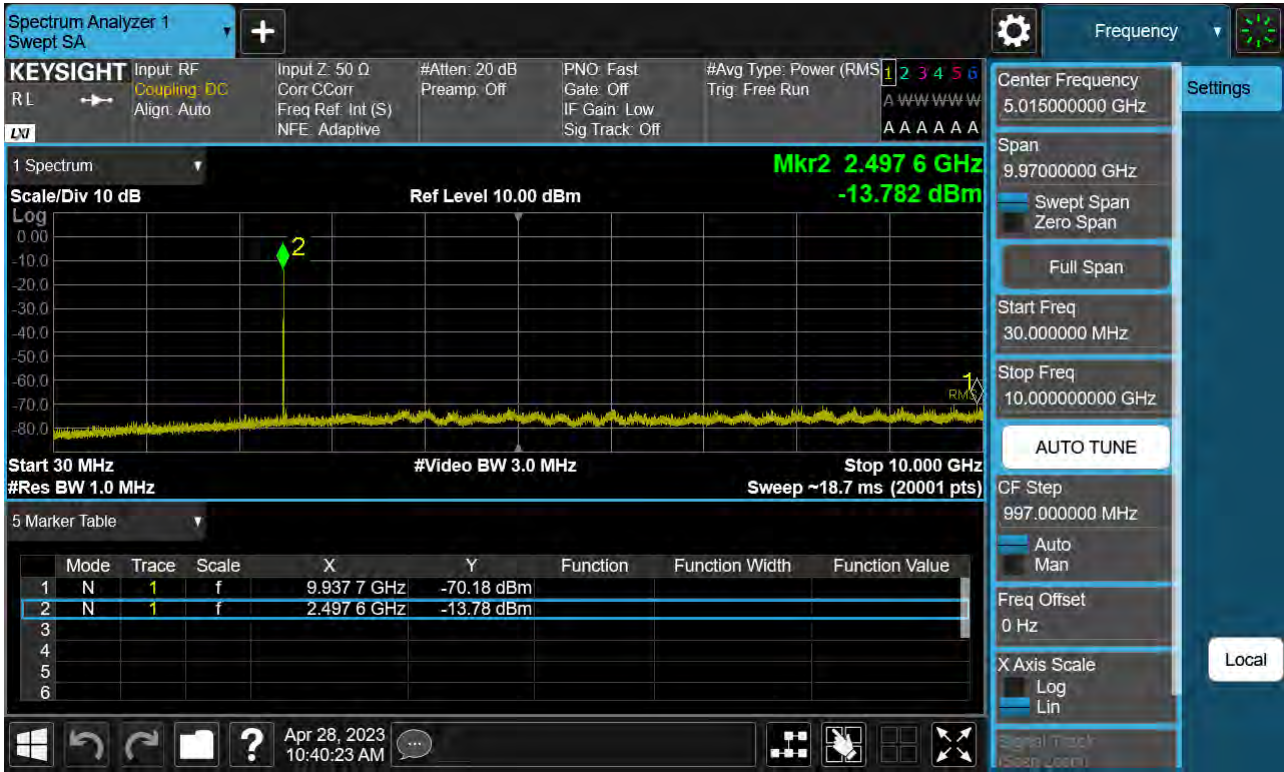 Spectrum Analyzer 1
Swept SA
Frequency
KEYSIGHT
RL
LXI
Input: RF
Coupling: DC
Align: Auto
Input Z: 50 Ω
Corr CCorr
Freq Ref: Int (S)
NFE: Adaptive
#Atten: 20 dB
Preamp: Off
PNO: Fast
Gate: Off
IF Gain: Low
Sig Track: Off
#Avg Type: Power (RMS
Trig: Free Run
1 2 3 4 5 6
A W W W W W
A A A A A A
1 Spectrum
Mkr2 2.497 6 GHz
-13.782 dBm
Scale/Div 10 dB
Ref Level 10.00 dBm
Log
0.00
-10.0
-20.0
-30.0
-40.0
-50.0
-60.0
-70.0
-80.0
2
1
RMS
Start 30 MHz
#Video BW 3.0 MHz
Stop 10.000 GHz
#Res BW 1.0 MHz
Sweep ~18.7 ms (20001 pts)
5 Marker Table
Mode Trace Scale X Y Function Function Width Function Value
1 N 1 f 9.937 7 GHz -70.18 dBm
2 N 1 f 2.497 6 GHz -13.78 dBm
3
4
5
6
Apr 28, 2023
10:40:23 AM
Center Frequency
5.015000000 GHz
Settings
Span
9.97000000 GHz
Swept Span
Zero Span
Full Span
Start Freq
30.000000 MHz
Stop Freq
10.000000000 GHz
AUTO TUNE
CF Step
997.000000 MHz
Auto
Man
Freq Offset
0 Hz
X Axis Scale
Log
Lin
Local
Signal Track
(Span Zoom)